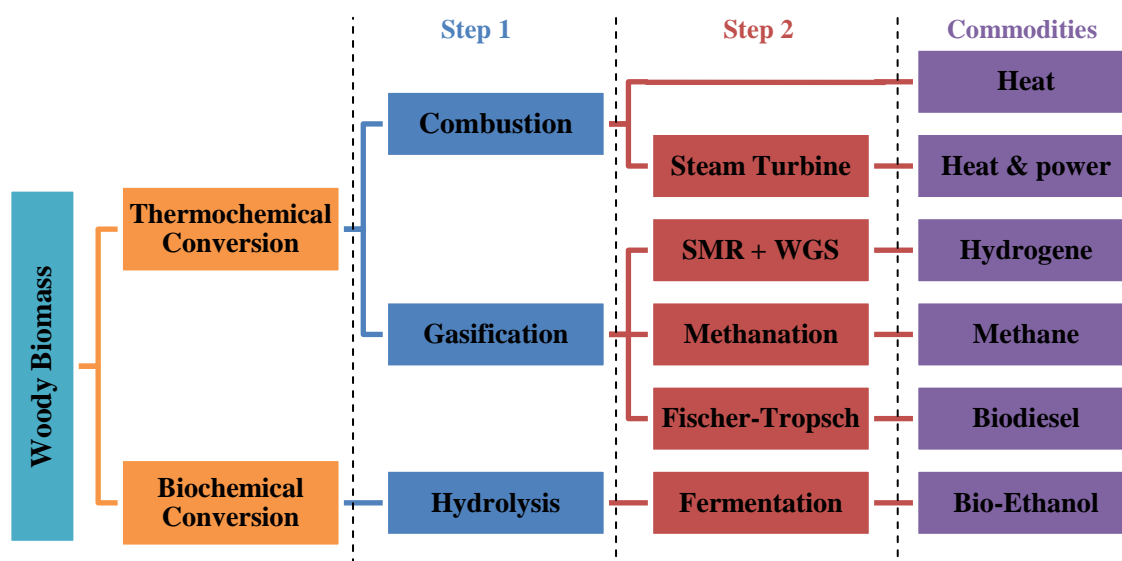 Step 1
Step 2
Commodities
Woody Biomass
Thermochemical
Conversion
Biochemical
Conversion
Combustion
Gasification
Hydrolysis
Steam Turbine
SMR + WGS
Methanation
Fischer-Tropsch
Fermentation
Heat
Heat & power
Hydrogene
Methane
Biodiesel
Bio-Ethanol